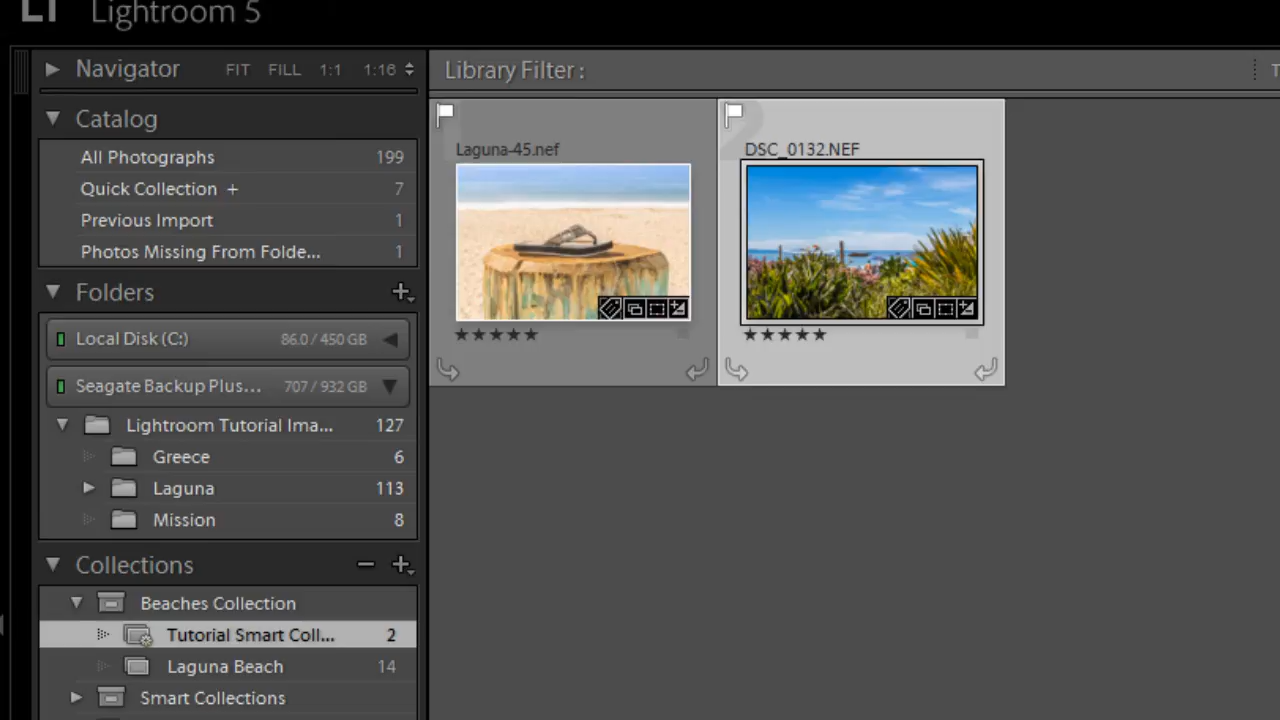 Lr Lightroom 5
Navigator FIT FILL 1:1 1:16
Catalog
All Photographs 199
Quick Collection + 7
Previous Import 1
Photos Missing From Folde... 1
Folders
Local Disk (C:) 86.0 / 450 GB
Seagate Backup Plus... 707 / 932 GB
Lightroom Tutorial Ima... 127
Greece 6
Laguna 113
Mission 8
Collections
Beaches Collection
Tutorial Smart Coll... 2
Laguna Beach 14
Smart Collections
Library Filter :
Laguna-45.nef
★★★★★
2
DSC_0132.NEF
★★★★★